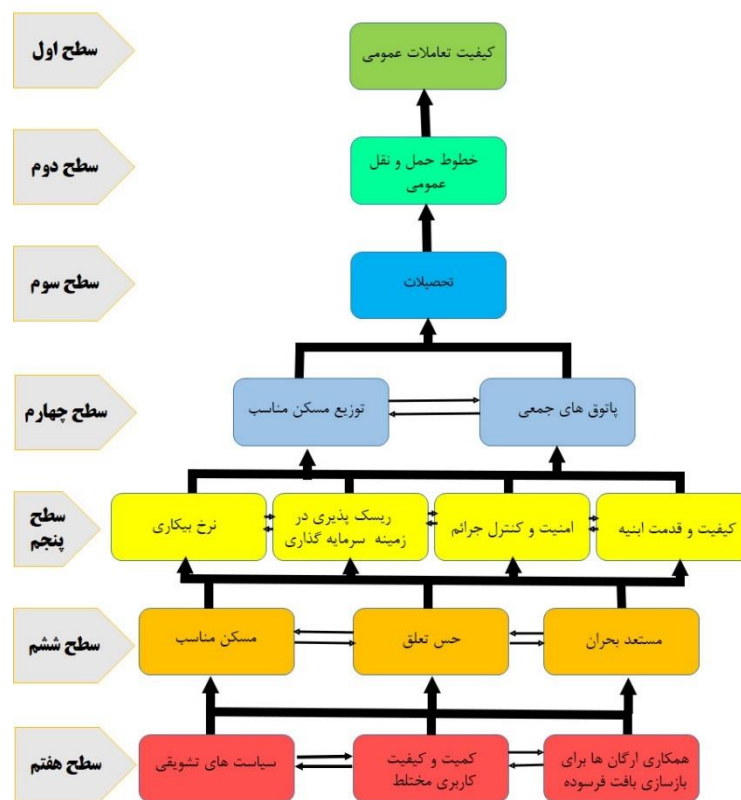 سطح اول
کیفیت تعاملات عمومی
سطح دوم
خطوط حمل و نقل
عمومی
سطح سوم
تحصیلات
سطح چهارم
پاتوق های جمعی
توزیع مسکن مناسب
سطح
پنجم
کیفیت و قدمت ابنیه
امنیت و کنترل جرائم
ریسک پذیری در
زمینه سرمایه گذاری
نرخ بیکاری
سطح ششم
مستعد بحران
حس تعلق
مسکن مناسب
سطح هفتم
همکاری ارگان ها برای
بازسازی بافت فرسوده
کمیت و کیفیت
کاربری مختلط
سیاست های تشویقی